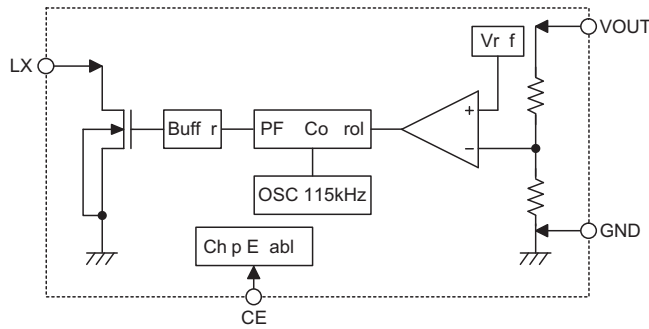 VOUT
Vr f
LX
+
Buff r
PF Co rol
−
OSC 115kHz
GND
Ch p E abl
CE